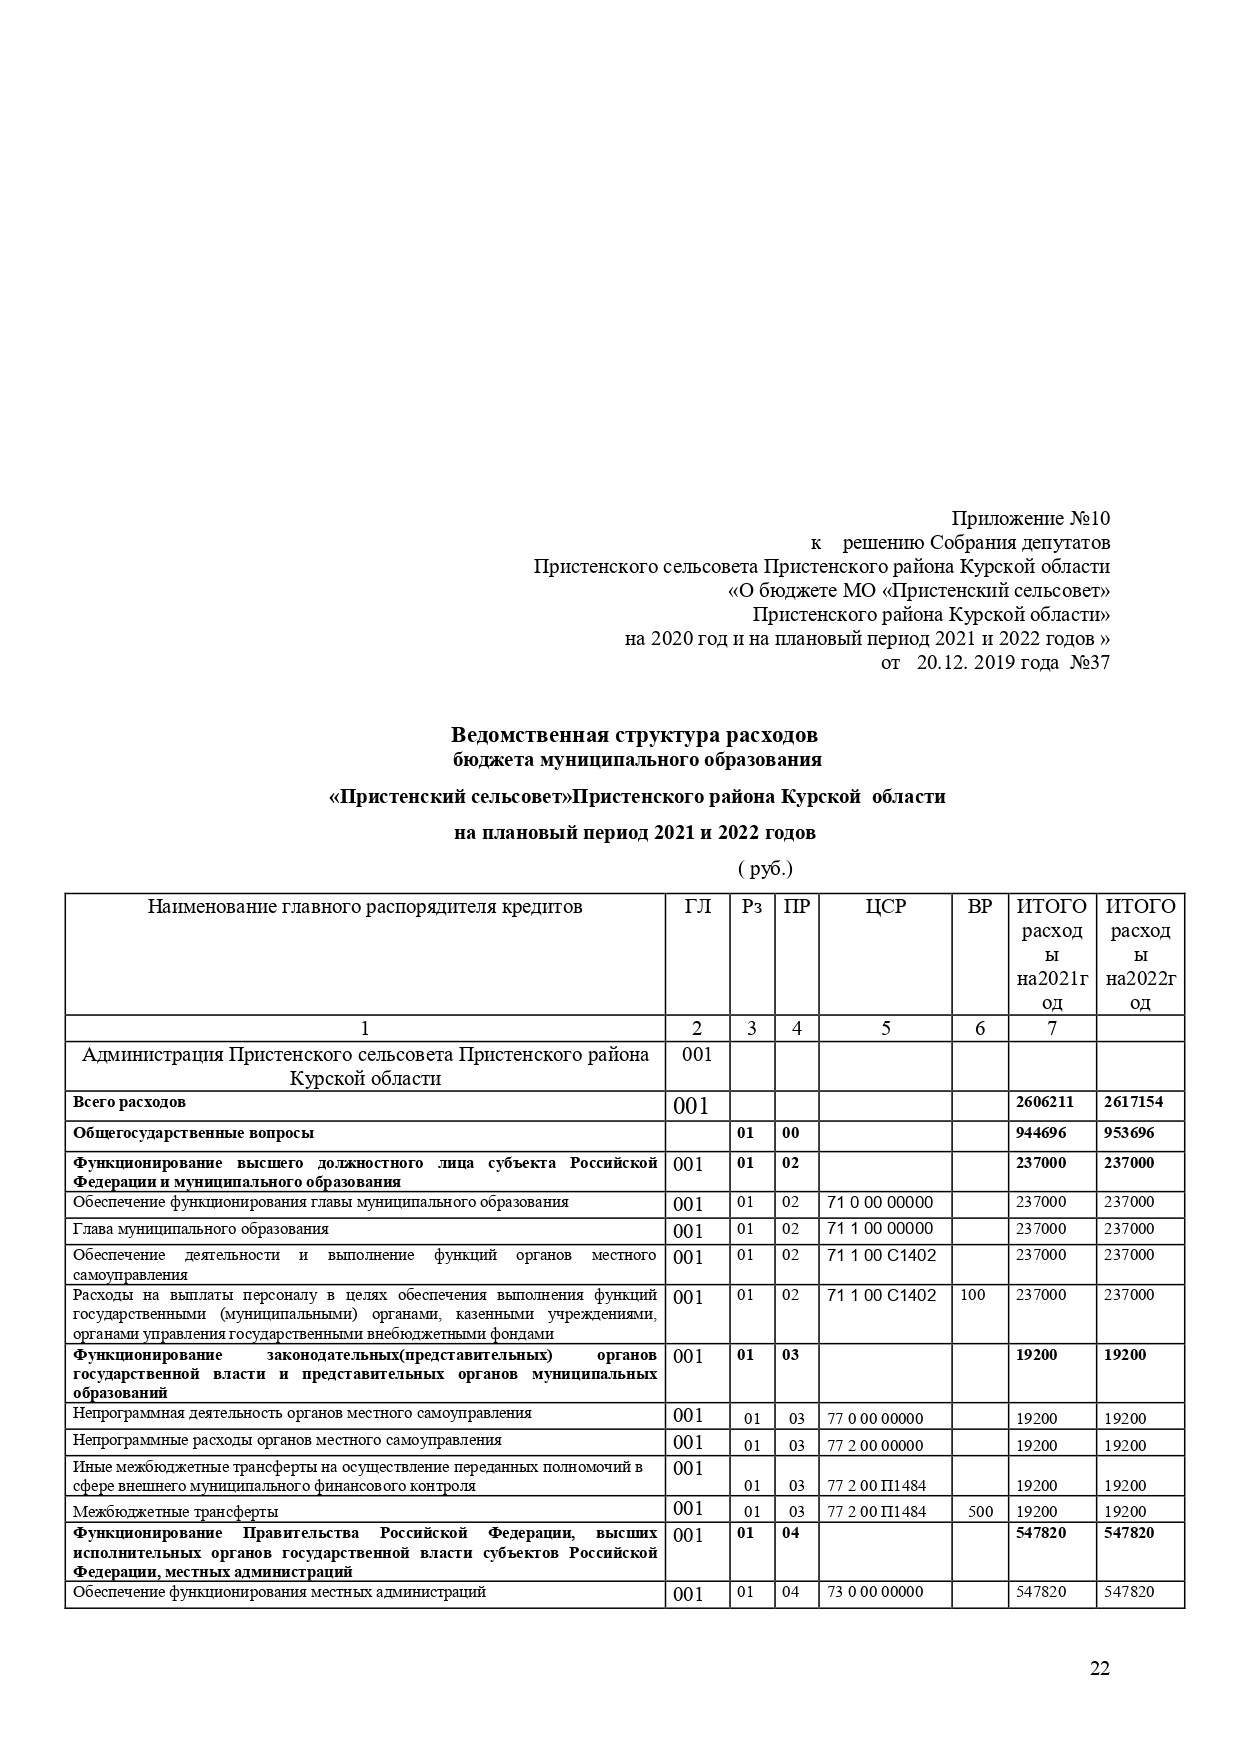 Приложение №10
к решению Собрания депутатов
Пристенского сельсовета Пристенского района Курской области
«О бюджете МО «Пристенский сельсовет»
Пристенского района Курской области»
на 2020 год и на плановый период 2021 и 2022 годов »
от 20.12. 2019 года №37
Ведомственная структура расходов
бюджета муниципального образования
«Пристенский сельсовет»Пристенского района Курской области
на плановый период 2021 и 2022 годов
( руб.)
Наименование главного распорядителя кредитов ГЛ Рз ПР ЦСР ВР ИТОГО ИТОГО
расход расход
ы ы
на2021г на2022г
од од
1 2 3 4 5 6 7
Администрация Пристенского сельсовета Пристенского района 001
Курской области
Всего расходов 001 2606211 2617154
Общегосударственные вопросы 01 00 944696 953696
Функционирование высшего должностного лица субъекта Российской 001 01 02 237000 237000
Федерации и муниципального образования
Обеспечение функционирования главы муниципального образования 001 01 02 71 0 00 00000 237000 237000
Глава муниципального образования 001 01 02 71 1 00 00000 237000 237000
Обеспечение деятельности и выполнение функций органов местного 001 01 02 71 1 00 С1402 237000 237000
самоуправления
Расходы на выплаты персоналу в целях обеспечения выполнения функций 001 01 02 71 1 00 С1402 100 237000 237000
государственными (муниципальными) органами, казенными учреждениями,
органами управления государственными внебюджетными фондами
Функционирование законодательных(представительных) органов 001 01 03 19200 19200
государственной власти и представительных органов муниципальных
образований
Непрограммная деятельность органов местного самоуправления 001 01 03 77 0 00 00000 19200 19200
Непрограммные расходы органов местного самоуправления 001 01 03 77 2 00 00000 19200 19200
Иные межбюджетные трансферты на осуществление переданных полномочий в 001
сфере внешнего муниципального финансового контроля 01 03 77 2 00 П1484 19200 19200
Межбюджетные трансферты 001 01 03 77 2 00 П1484 500 19200 19200
Функционирование Правительства Российской Федерации, высших 001 01 04 547820 547820
исполнительных органов государственной власти субъектов Российской
Федерации, местных администраций
Обеспечение функционирования местных администраций 001 01 04 73 0 00 00000 547820 547820
22